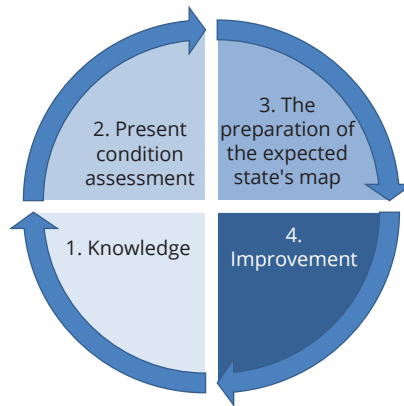 2. Present
condition
assessment
3. The
preparation of
the expected
state's map
1. Knowledge
4.
Improvement